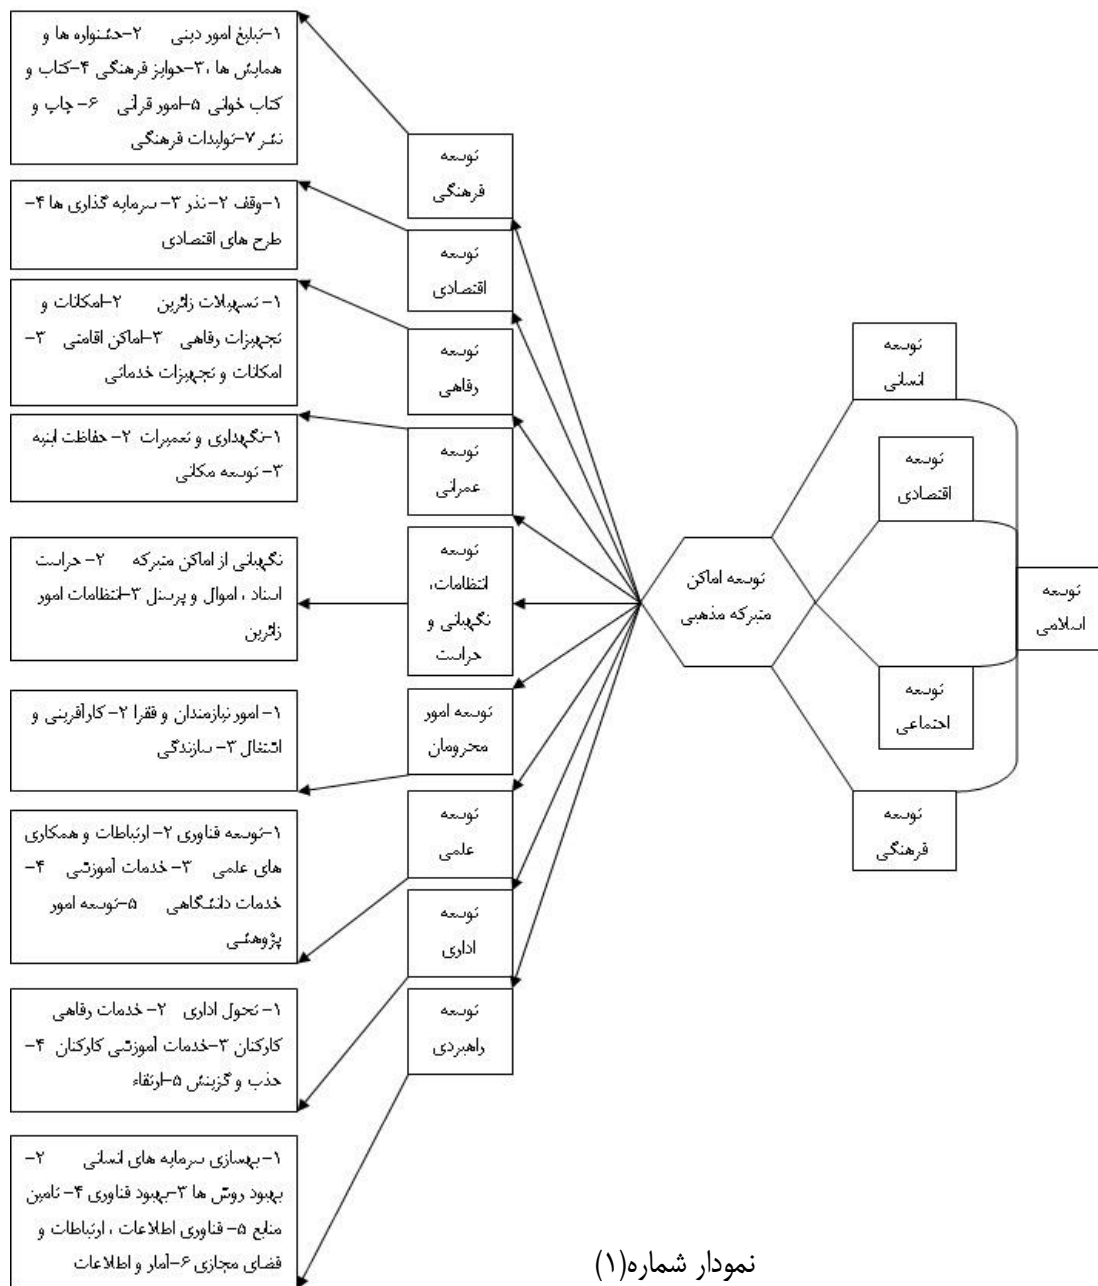 توسعه
اسلامی
توسعه
انسانی
توسعه
اقتصادی
توسعه
اجتماعی
توسعه
فرهنگی
توسعه اماکن
متبرکه مذهبی
توسعه
فرهنگی
۱-تبلیغ امور دینی ۲-جشنواره ها و
همایش ها ،۳-جوایز فرهنگی ۴-کتاب و
کتاب خوانی ۵-امور قرآنی ۶- چاپ و
نشر ۷-تولیدات فرهنگی
توسعه
اقتصادی
۱-وقف ۲-نذر ۳- سرمایه گذاری ها ۴-
طرح های اقتصادی
توسعه
رفاهی
۱- تسهیلات زائرین ۲-امکانات و
تجهیزات رفاهی ۳-اماکن اقامتی ۳-
امکانات و تجهیزات خدماتی
توسعه
عمرانی
۱-نگهداری و تعمیرات ۲- حفاظت ابنیه
۳- توسعه مکانی
توسعه
انتظامات،
نگهبانی و
حراست
نگهبانی از اماکن متبرکه ۲- حراست
اسناد ، اموال و پرسنل ۳-انتظامات امور
زائرین
توسعه امور
محرومان
۱- امور نیازمندان و فقرا ۲- کارآفرینی و
اشتغال ۳- سازندگی
توسعه
علمی
۱-توسعه فناوری ۲- ارتباطات و همکاری
های علمی ۳- خدمات آموزشی ۴-
خدمات دانشگاهی ۵-توسعه امور
پژوهشی
توسعه
اداری
۱- تحول اداری ۲- خدمات رفاهی
کارکنان ۳-خدمات آموزشی کارکنان ۴-
جذب و گزینش ۵-ارتقاء
توسعه
راهبردی
۱-بهسازی سرمایه های انسانی ۲-
بهبود روش ها ۳-بهبود فناوری ۴- تامین
منابع ۵- فناوری اطلاعات ، ارتباطات و
فضای مجازی ۶-آمار و اطلاعات
نمودار شماره(۱)